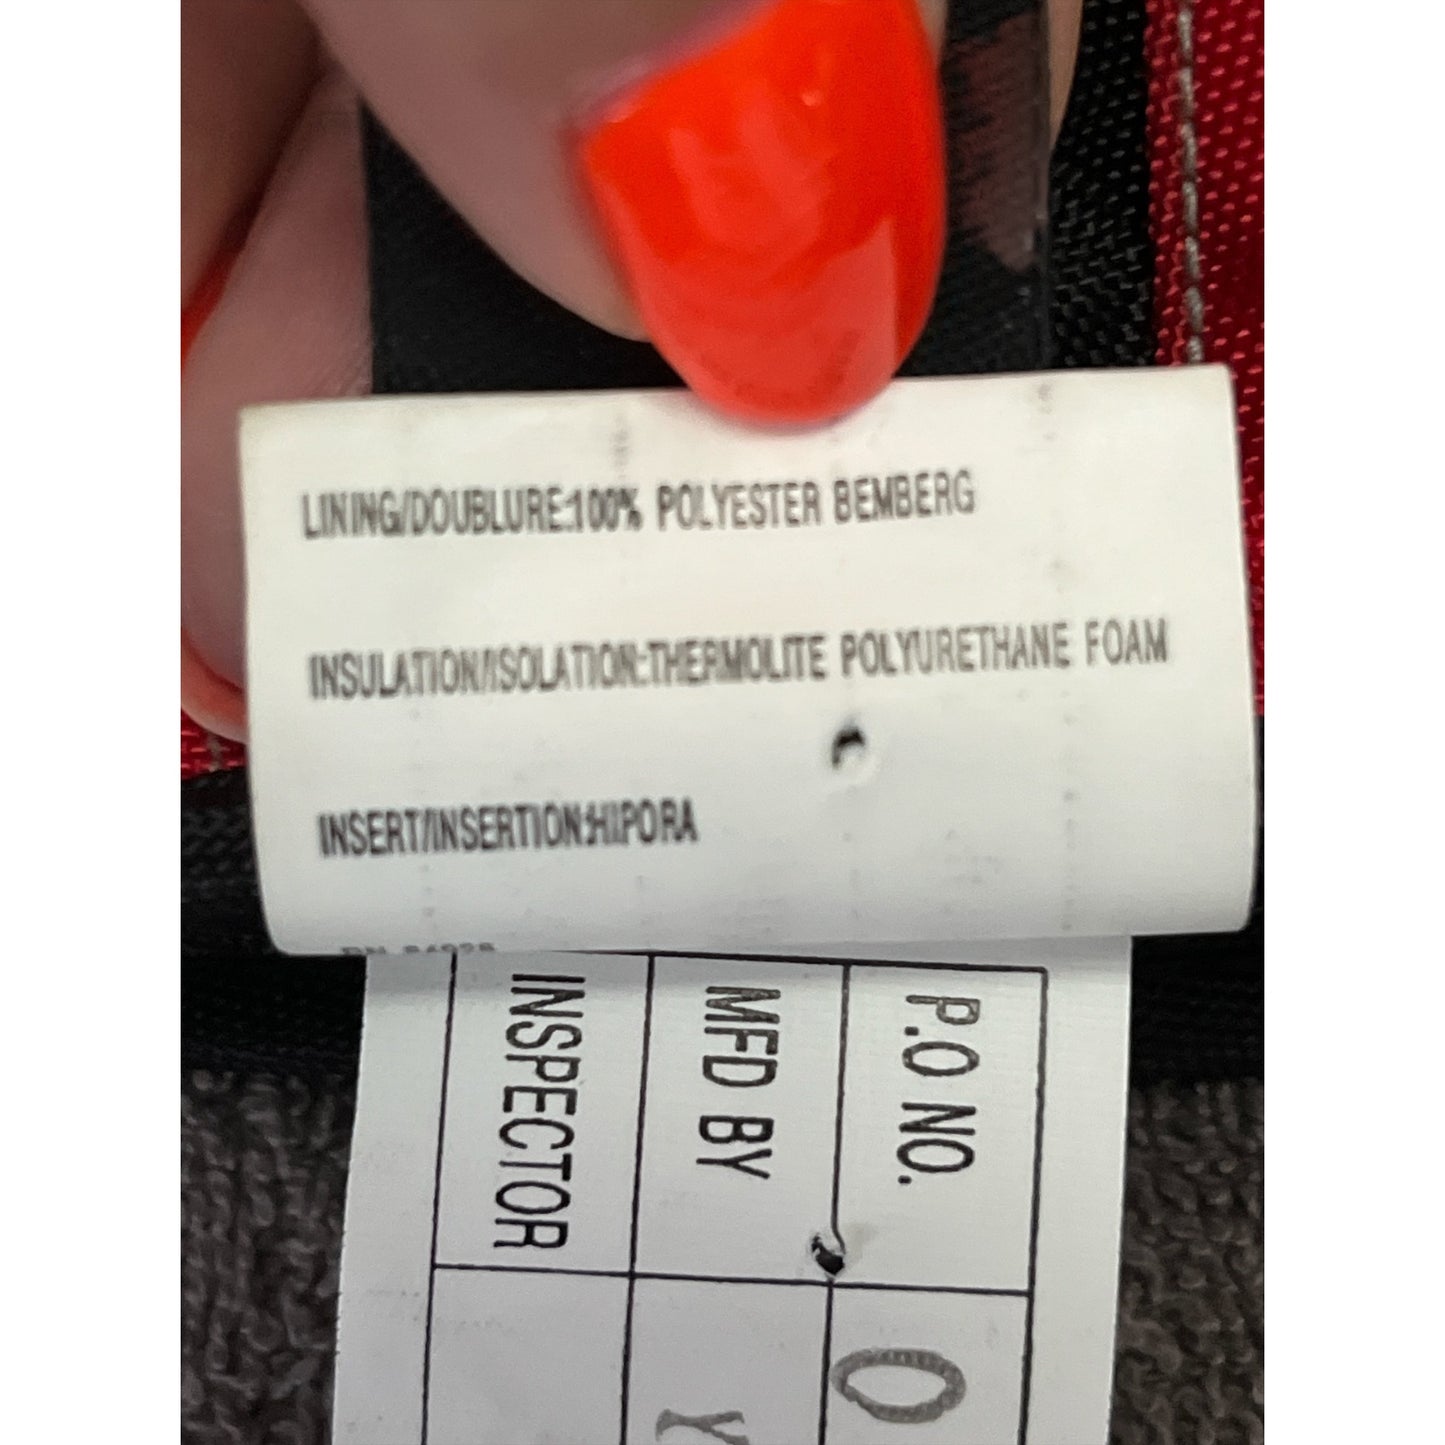 LINING/DOUBLURE:100% POLYESTER BEMBERG
INSULATION/ISOLATION:THERMOLITE POLYURETHANE FOAM
INSERT/INSERTION:HIPORA
P.O NO.
O
MFD BY
Y
INSPECTOR